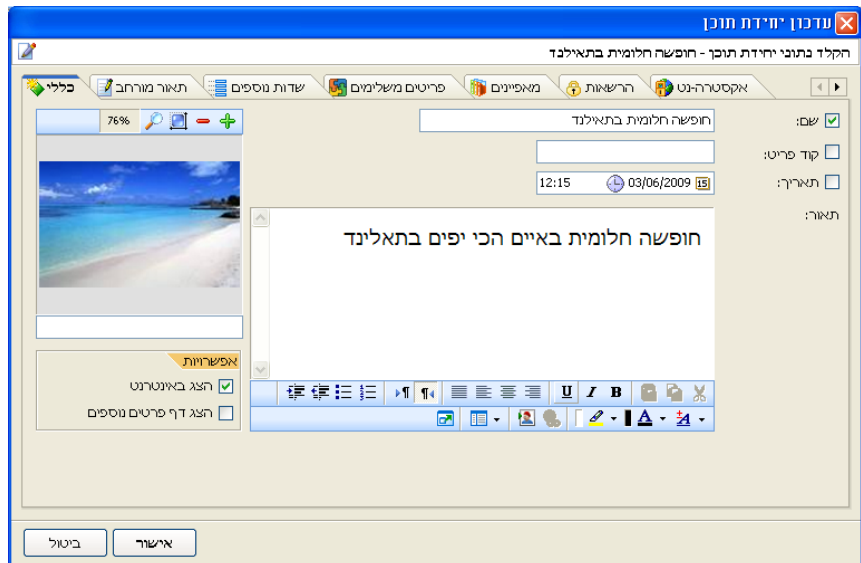 עדכון יחידת תוכן
הקלד נתוני יחידת תוכן - חופשה חלומית בתאילנד
כללי תאור מורחב שדות נוספים פריטים משלימים מאפיינים הרשאות אקסטרה-נט
שם: חופשה חלומית בתאילנד
קוד פריט:
תאריך: 03/06/2009 12:15
תאור:
חופשה חלומית באיים הכי יפים בתאלינד
76%
אפשרויות
הצג באינטרנט
הצג דף פרטים נוספים
B I U
A A
אישור ביטול